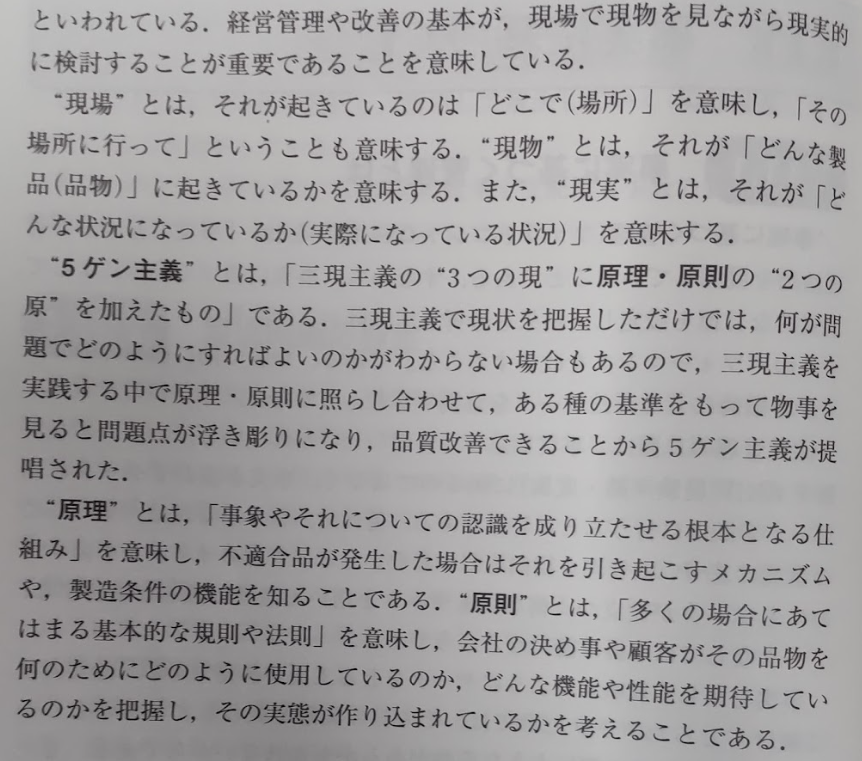 といわれている．経営管理や改善の基本が，現場で現物を見ながら現実的
に検討することが重要であることを意味している．
“現場”とは，それが起きているのは「どこで(場所)」を意味し，「その
場所に行って」ということも意味する．“現物”とは，それが「どんな製
品(品物)」に起きているかを意味する．また，“現実”とは，それが「ど
んな状況になっているか(実際になっている状況)」を意味する．
“5ゲン主義”とは，「三現主義の“3つの現”に原理・原則の“2つの
原”を加えたもの」である．三現主義で現状を把握しただけでは，何が問
題でどのようにすればよいのかがわからない場合もあるので，三現主義を
実践する中で原理・原則に照らし合わせて，ある種の基準をもって物事を
見ると問題点が浮き彫りになり，品質改善できることから5ゲン主義が提
唱された．
“原理”とは，「事象やそれについての認識を成り立たせる根本となる仕
組み」を意味し，不適合品が発生した場合はそれを引き起こすメカニズム
や，製造条件の機能を知ることである．“原則”とは，「多くの場合にあて
はまる基本的な規則や法則」を意味し，会社の決め事や顧客がその品物を
何のためにどのように使用しているのか，どんな機能や性能を期待してい
るのかを把握し，その実態が作り込まれているかを考えることである．